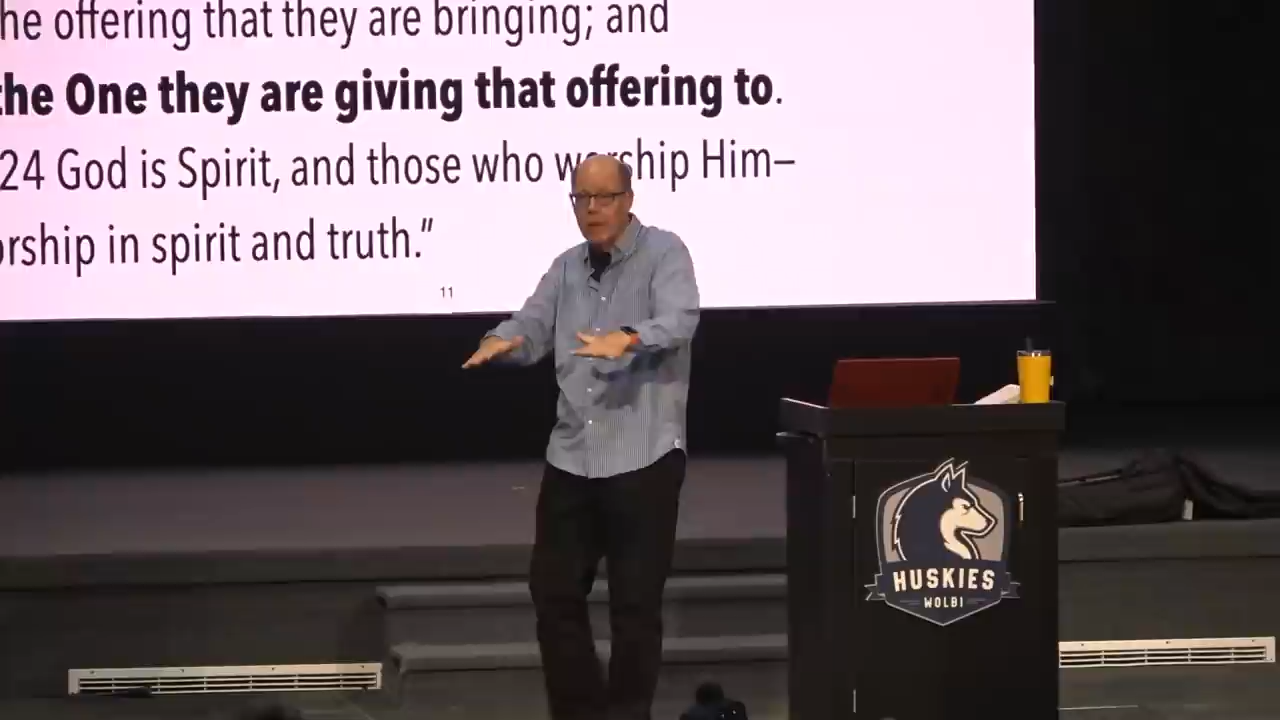 he offering that they are bringing; and
the One they are giving that offering to.
24 God is Spirit, and those who worship Him–
orship in spirit and truth.”
11
HUSKIES
WOLBI